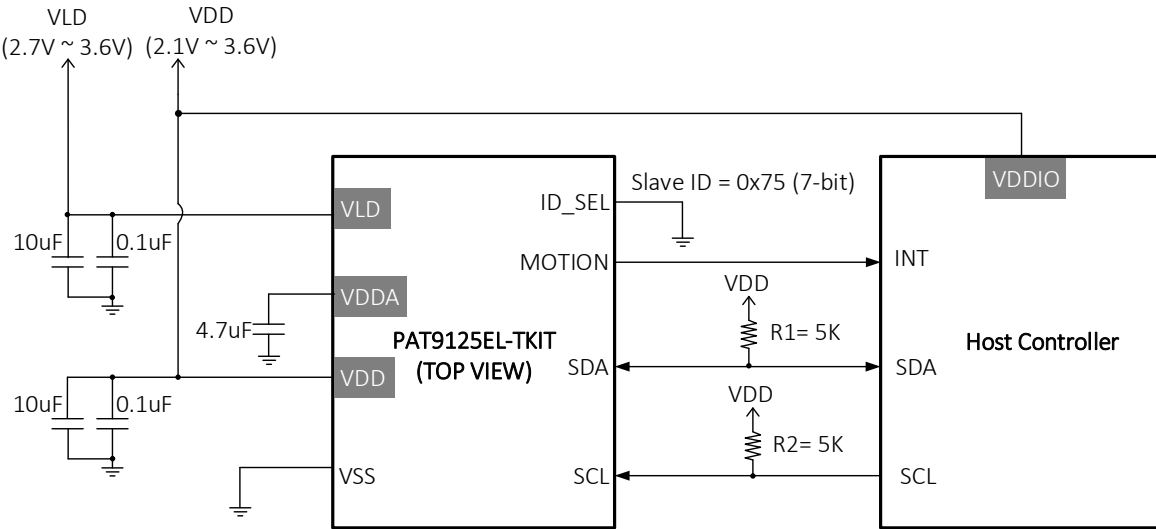 VLD
(2.7V ~ 3.6V)
VDD
(2.1V ~ 3.6V)
VDDIO
Slave ID = 0x75 (7-bit)
VLD
ID_SEL
10uF
0.1uF
MOTION
INT
VDD
VDDA
4.7uF
R1= 5K
PAT9125EL-TKIT
(TOP VIEW)
Host Controller
SDA
SDA
VDD
VDD
10uF
0.1uF
R2= 5K
VSS
SCL
SCL